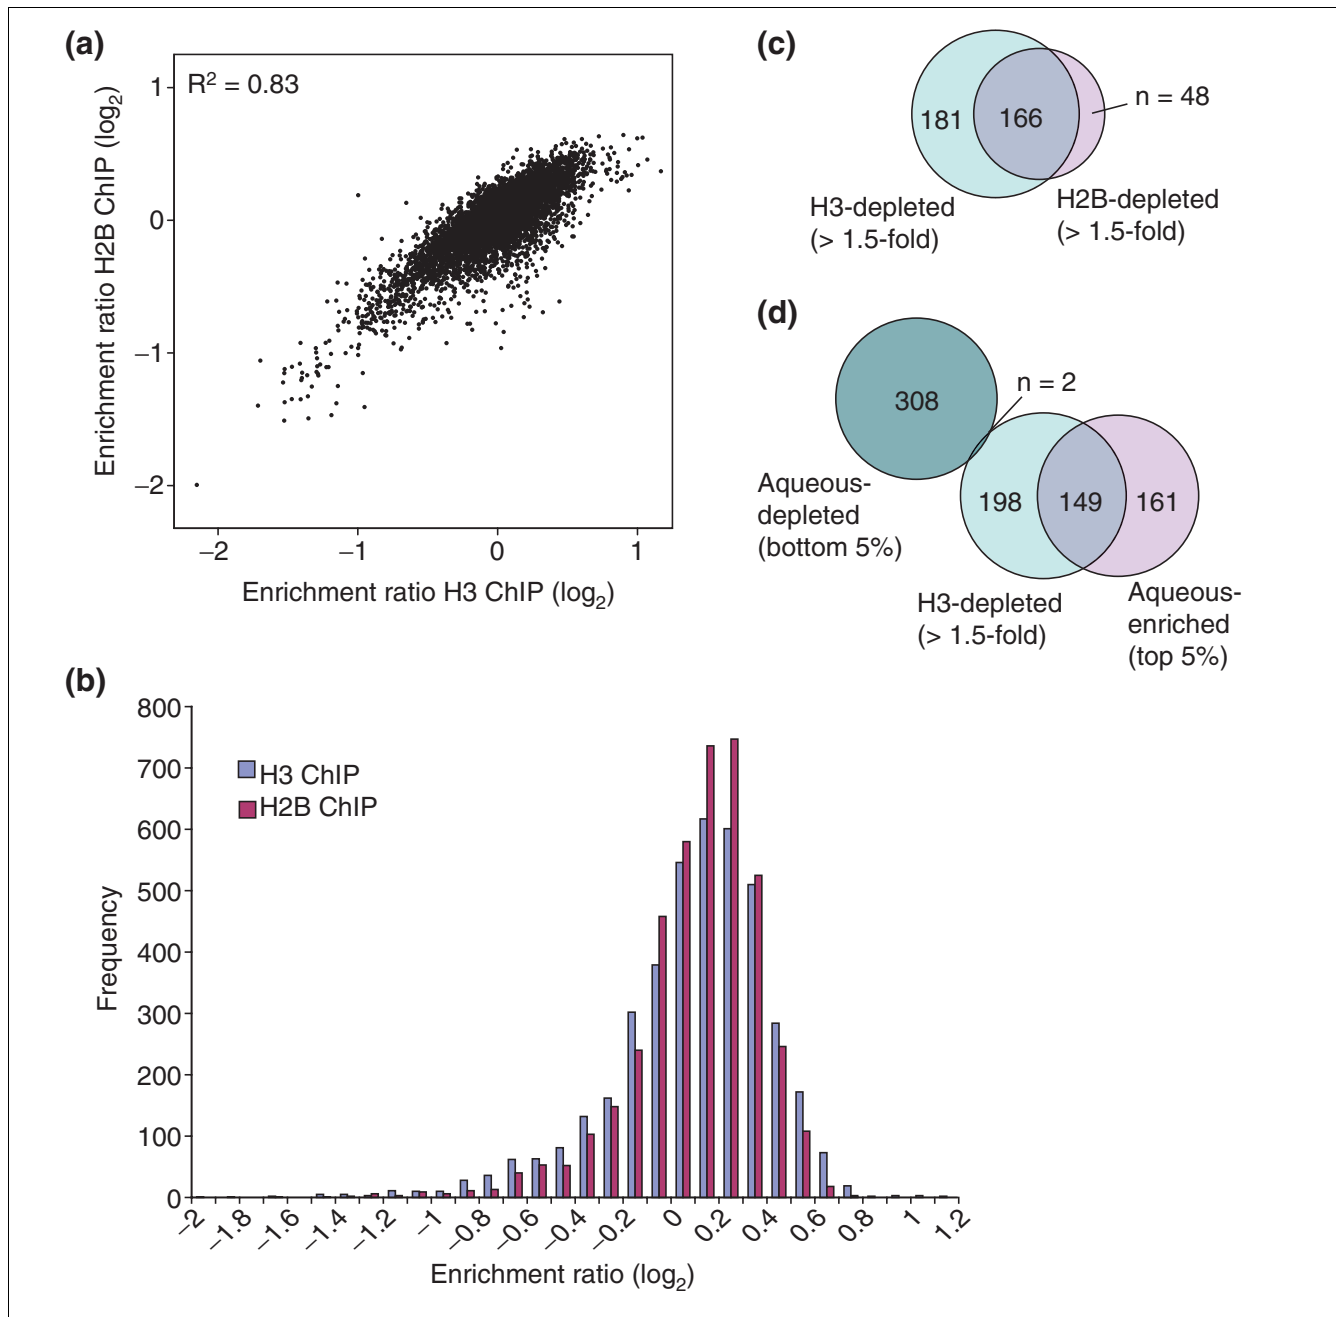 (a)
R² = 0.83
Enrichment ratio H2B ChIP (log₂)
1
0
−1
−2
−2
−1
0
1
Enrichment ratio H3 ChIP (log₂)
(c)
181
166
n = 48
H3-depleted
(> 1.5-fold)
H2B-depleted
(> 1.5-fold)
(d)
308
n = 2
198
149
161
Aqueous-
depleted
(bottom 5%)
H3-depleted
(> 1.5-fold)
Aqueous-
enriched
(top 5%)
(b)
H3 ChIP
H2B ChIP
Frequency
800
700
600
500
400
300
200
100
0
−2
−1.8
−1.6
−1.4
−1.2
−1
−0.8
−0.6
−0.4
−0.2
0
0.2
0.4
0.6
0.8
1
1.2
Enrichment ratio (log₂)